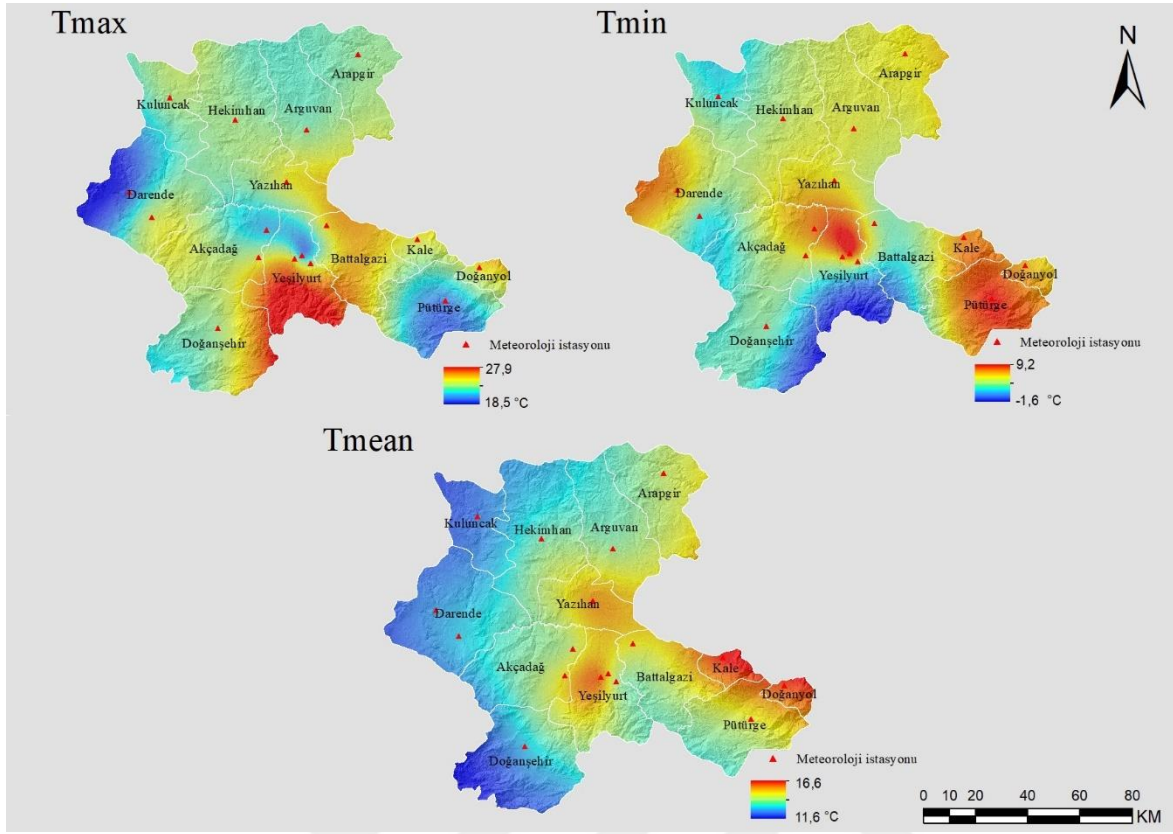 Tmax
Arapgir
Kuluncak
Hekimhan
Arguvan
Yazıhan
Darende
Akçadağ
Battalgazi
Kale
Yeşilyurt
Doğanyol
Pütürge
Doğanşehir
Meteoroloji istasyonu
27,9
18,5 °C
Tmin
N
Arapgir
Kuluncak
Hekimhan
Arguvan
Yazıhan
Darende
Akçadağ
Battalgazi
Kale
Yeşilyurt
Doğanyol
Pütürge
Doğanşehir
Meteoroloji istasyonu
9,2
-1,6 °C
Tmean
Arapgir
Kuluncak
Hekimhan
Arguvan
Yazıhan
Darende
Akçadağ
Kale
Battalgazi
Yeşilyurt
Doğanyol
Pütürge
Doğanşehir
Meteoroloji istasyonu
16,6
11,6 °C
0 10 20 40 60 80
KM